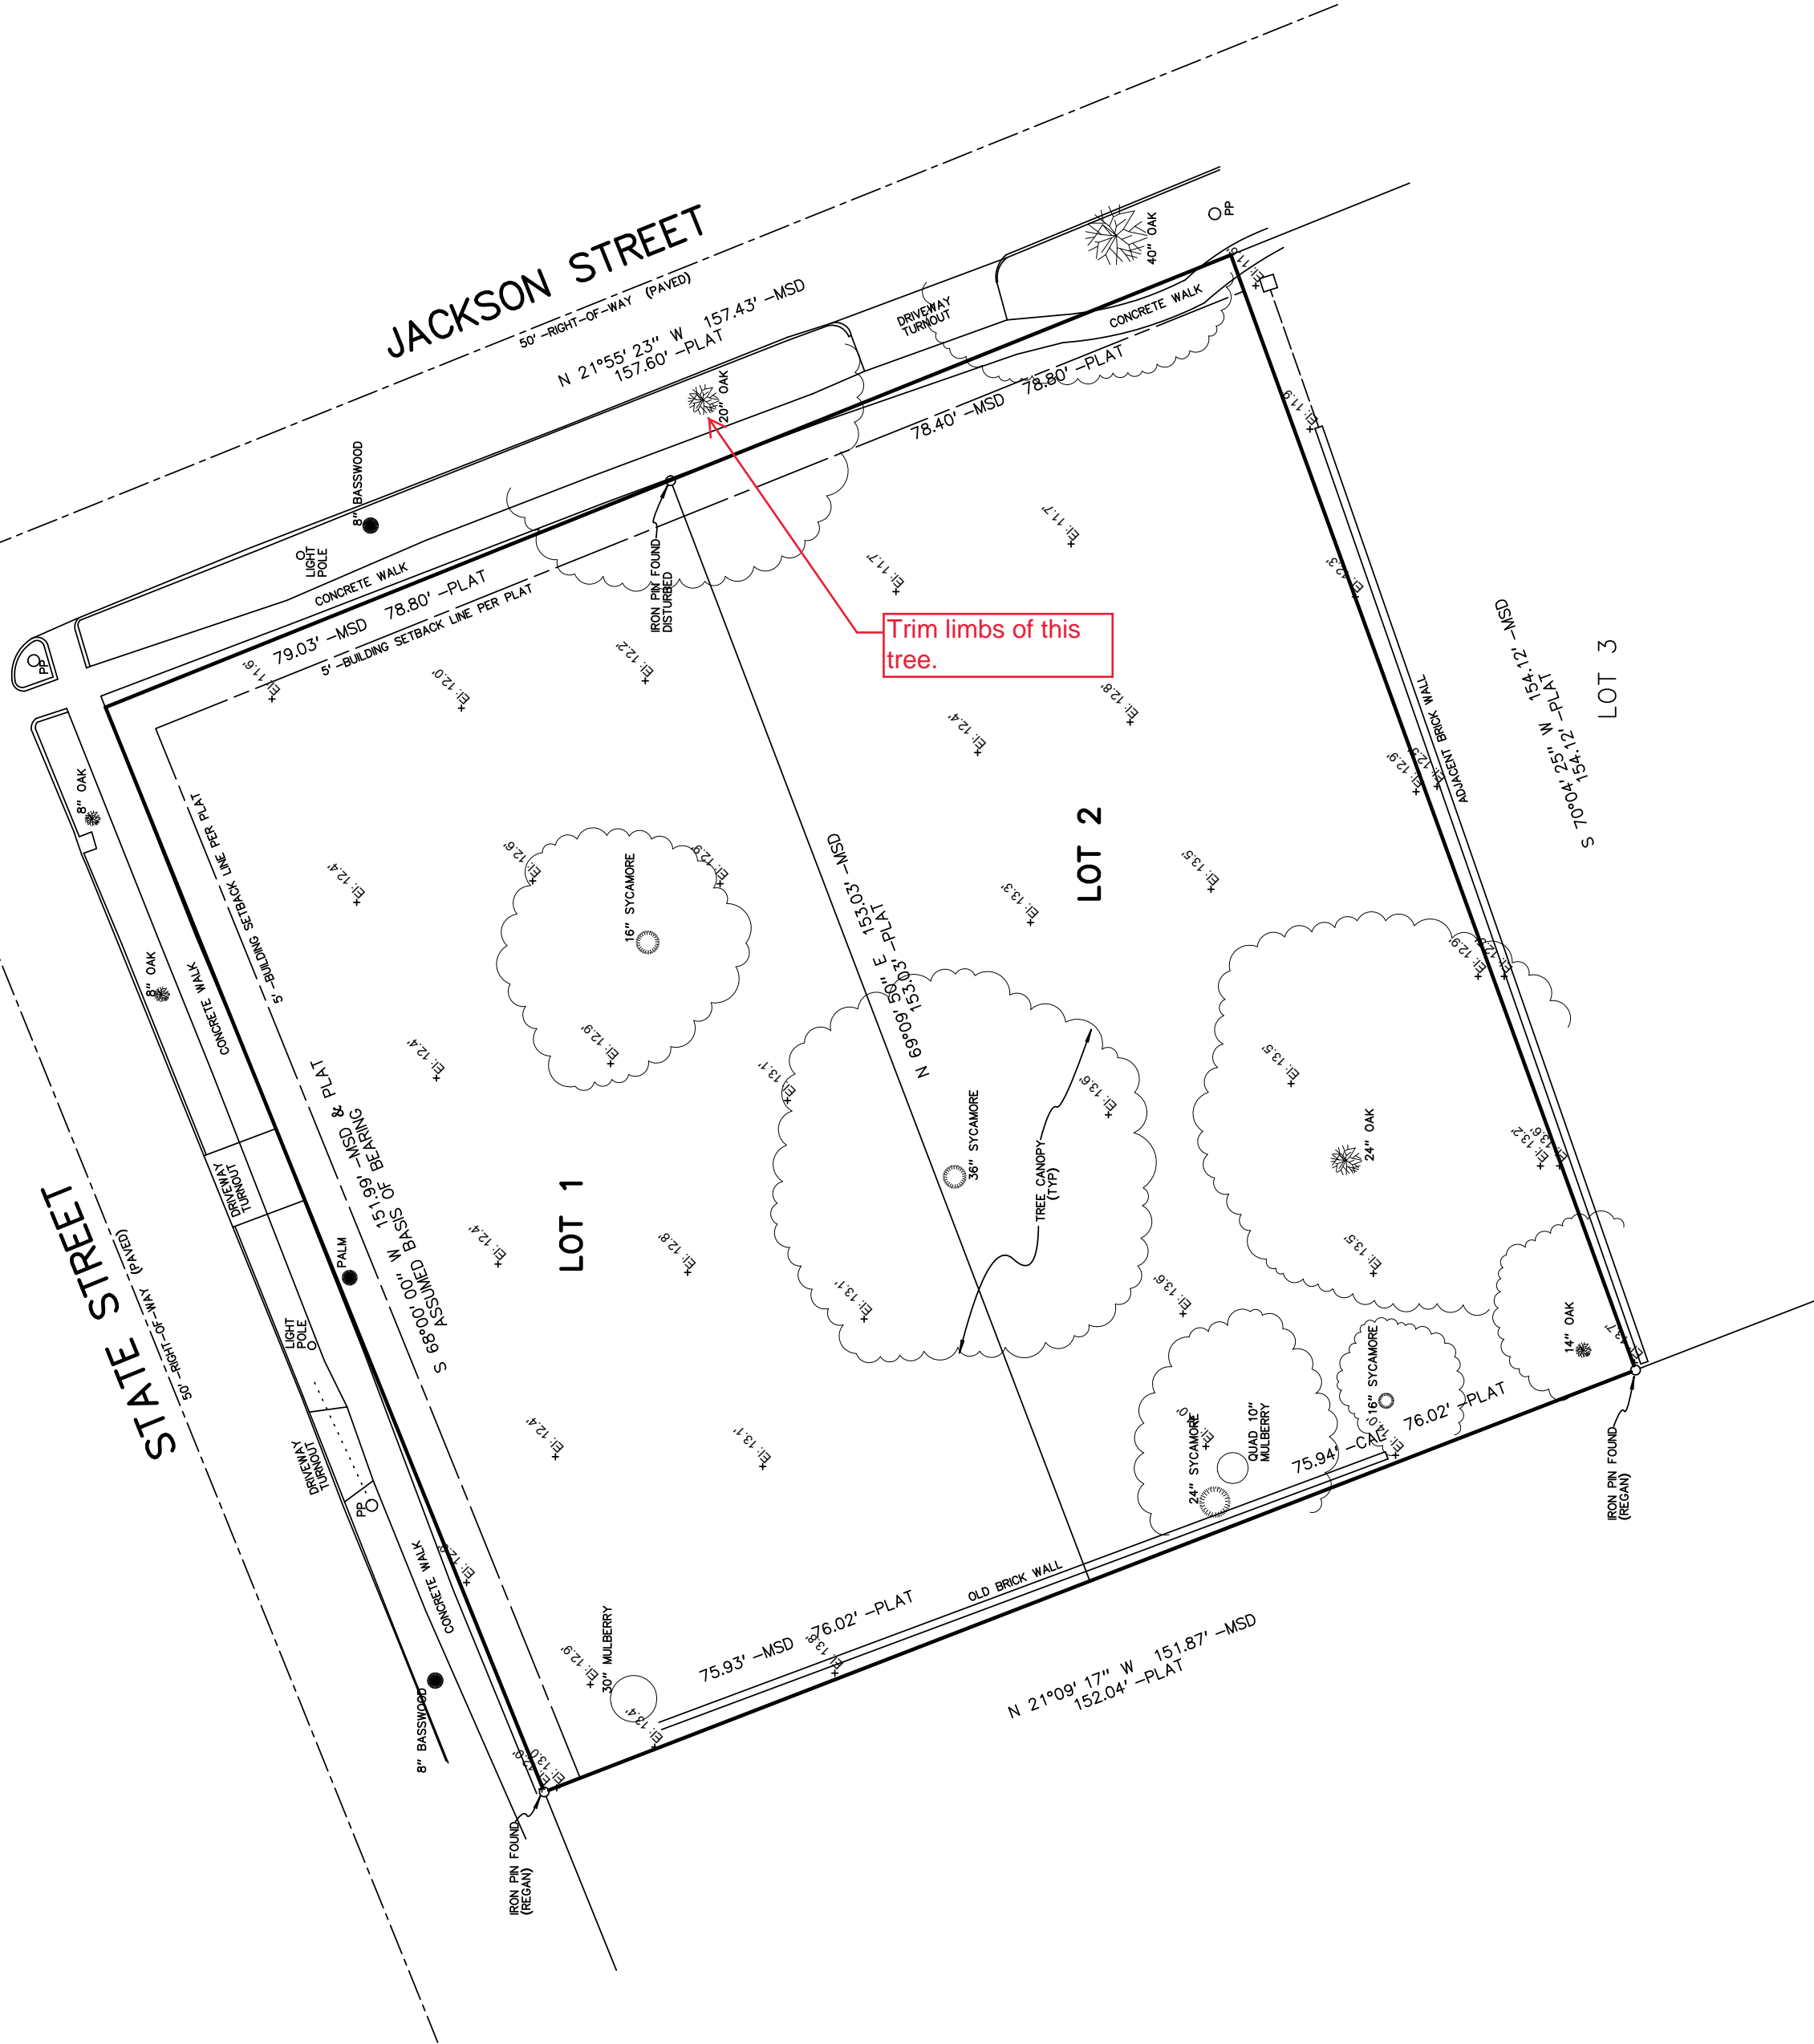 JACKSON STREET
50' -RIGHT-OF-WAY (PAVED)
N 21°55' 23" W 157.43' -MSD
157.60' -PLAT
DRIVEWAY
TURNOUT
40" OAK
PP
CONCRETE WALK
20" OAK
8" BASSWOOD
LIGHT
POLE
CONCRETE WALK
78.40' -MSD 78.80' -PLAT
79.03' -MSD 78.80' -PLAT
5' -BUILDING SETBACK LINE PER PLAT
IRON PIN FOUND
DISTURBED
Trim limbs of this
tree.
PP
El: 11.6'
El: 12.0'
El: 12.2'
El: 11.7'
El: 11.7'
El: 11.9'
El: 12.3'
El: 12.4'
El: 12.8'
El: 12.9'
ADJACENT BRICK WALL
S 70°04' 25" W 154.12' -MSD
154.12' -PLAT
LOT 3
8" OAK
8" OAK
CONCRETE WALK
5' -BUILDING SETBACK LINE PER PLAT
El: 12.4'
El: 12.6'
El: 12.9'
16" SYCAMORE
El: 12.9'
El: 12.4'
N 69°09' 50" E 153.03' -MSD
153.03' -PLAT
LOT 2
El: 13.3'
El: 13.5'
El: 12.9'
El: 13.1'
El: 13.6'
El: 13.5'
36" SYCAMORE
TREE CANOPY
(TYP)
24" OAK
El: 13.2'
El: 13.6'
STATE STREET
50' -RIGHT-OF-WAY (PAVED)
DRIVEWAY
TURNOUT
PALM
LIGHT
POLE
S 68°00' 00" W 151.99' -MSD & PLAT
ASSUMED BASIS OF BEARING
LOT 1
El: 12.4'
El: 12.8'
El: 13.1'
El: 13.6'
El: 13.5'
14" OAK
DRIVEWAY
TURNOUT
PP
El: 12.4'
El: 13.1'
24" SYCAMORE
QUAD 10"
MULBERRY
16" SYCAMORE
75.94' -CALC
76.02' -PLAT
IRON PIN FOUND
(REGAN)
CONCRETE WALK
8" BASSWOOD
El: 12.9'
30" MULBERRY
El: 13.4'
75.93' -MSD 76.02' -PLAT
OLD BRICK WALL
El: 13.0'
N 21°09' 17" W 151.87' -MSD
152.04' -PLAT
IRON PIN FOUND
(REGAN)